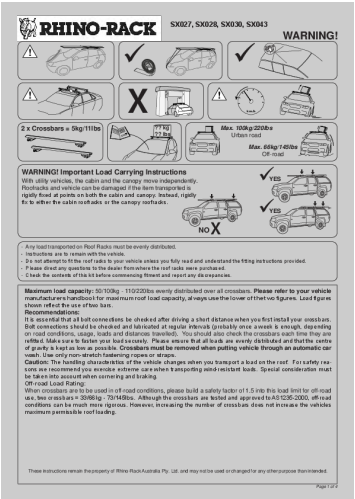 RHINO-RACK
SX027, SX028, SX030, SX043
WARNING!
2 x Crossbars = 5kg/11lbs
?? kg
?? lbs
Max. 100kg/220lbs
Urban road
Max. 66kg/145lbs
Off-road
WARNING! Important Load Carrying Instructions
With utility vehicles, the cabin and the canopy move independently.
Roofracks and vehicle can be damaged if the item transported is
rigidly fixed at points on both the cabin and canopy. Instead, rigidly
fix to either the cabin roofracks or canopy roofracks.
NO X
YES
YES
- Any load transported on Roof Racks must be evenly distributed.
- Instructions are to remain with the vehicle.
- Do not attempt to fit the roof racks to your vehicle unless you fully read and understand the fitting instructions provided.
- Please direct any questions to the dealer from where the roof racks were purchased.
- Check the contents of this kit before commencing fitment and report any discrepancies.
Maximum load capacity: 50/100kg - 110/220lbs evenly distributed over all crossbars. Please refer to your vehicle
manufacturers handbook for maximum roof load capacity, always use the lower of the two figures. Load figures
shown reflect the use of two bars.
Recommendations:
It is essential that all bolt connections be checked after driving a short distance when you first install your crossbars.
Bolt connections should be checked and lubricated at regular intervals (probably once a week is enough, depending
on road conditions, usage, loads and distances travelled). You should also check the crossbars each time they are
refitted. Make sure to fasten your load securely. Please ensure that all loads are evenly distributed and that the centre
of gravity is kept as low as possible. Crossbars must be removed when putting vehicle through an automatic car
wash. Use only non-stretch fastening ropes or straps.
Caution: The handling characteristics of the vehicle changes when you transport a load on the roof. For safety rea-
sons we recommend you exercise extreme care when transporting wind-resistant loads. Special consideration must
be taken into account when cornering and braking.
Off-road Load Rating:
When crossbars are to be used in off-road conditions, please build a safety factor of 1.5 into this load limit for off-road
use, two crossbars = 33/66kg - 73/145lbs. Although the crossbars are tested and approved to AS1235-2000, off-road
conditions can be much more rigorous. However, increasing the number of crossbars does not increase the vehicles
maximum permissible roof loading.
These instructions remain the property of Rhino-Rack Australia Pty. Ltd. and may not be used or changed for any other purpose than intended.
Page 1 of 4